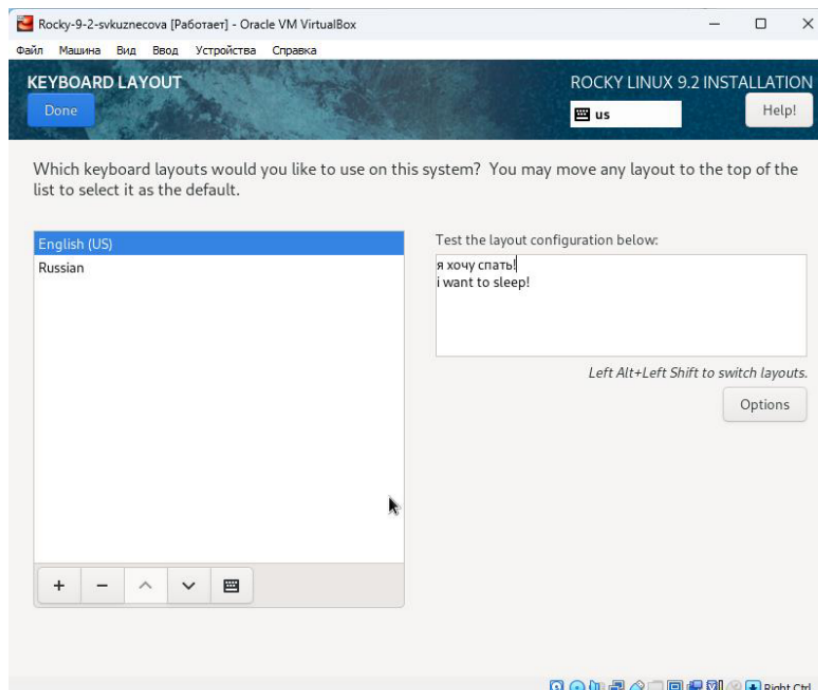 Rocky-9-2-svkuznecova [Работает] - Oracle VM VirtualBox
Файл Машина Вид Ввод Устройства Справка
KEYBOARD LAYOUT
ROCKY LINUX 9.2 INSTALLATION
Done
us
Help!
Which keyboard layouts would you like to use on this system? You may move any layout to the top of the
list to select it as the default.
English (US)
Russian
Test the layout configuration below:
я хочу спать!
i want to sleep!
Left Alt+Left Shift to switch layouts.
Options
Right Ctrl